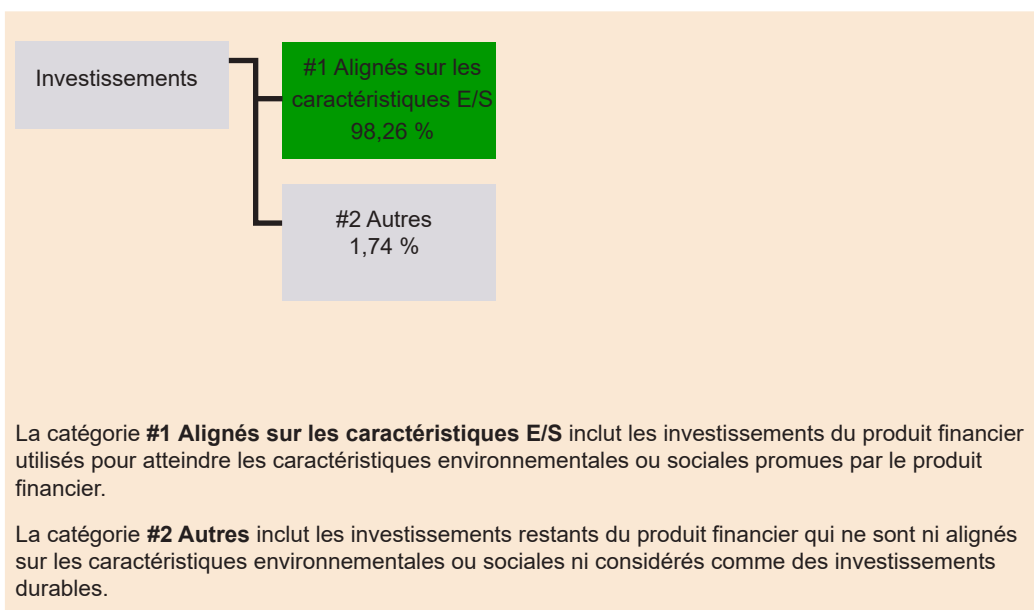 Investissements
#1 Alignés sur les
caractéristiques E/S
98,26 %
#2 Autres
1,74 %
La catégorie #1 Alignés sur les caractéristiques E/S inclut les investissements du produit financier
utilisés pour atteindre les caractéristiques environnementales ou sociales promues par le produit
financier.
La catégorie #2 Autres inclut les investissements restants du produit financier qui ne sont ni alignés
sur les caractéristiques environnementales ou sociales ni considérés comme des investissements
durables.